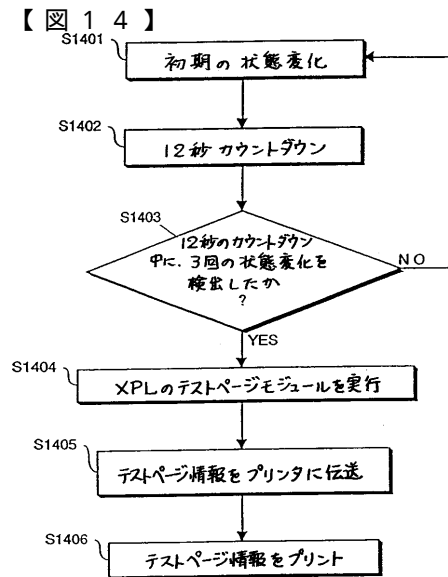 【図14】
S1401
初期の状態変化
S1402
12秒カウントダウン
S1403
12秒のカウントダウン
中に、3回の状態変化を
検出したか
?
NO
YES
S1404
XPLのテストページモジュールを実行
S1405
テストページ情報をプリンタに伝送
S1406
テストページ情報をプリント